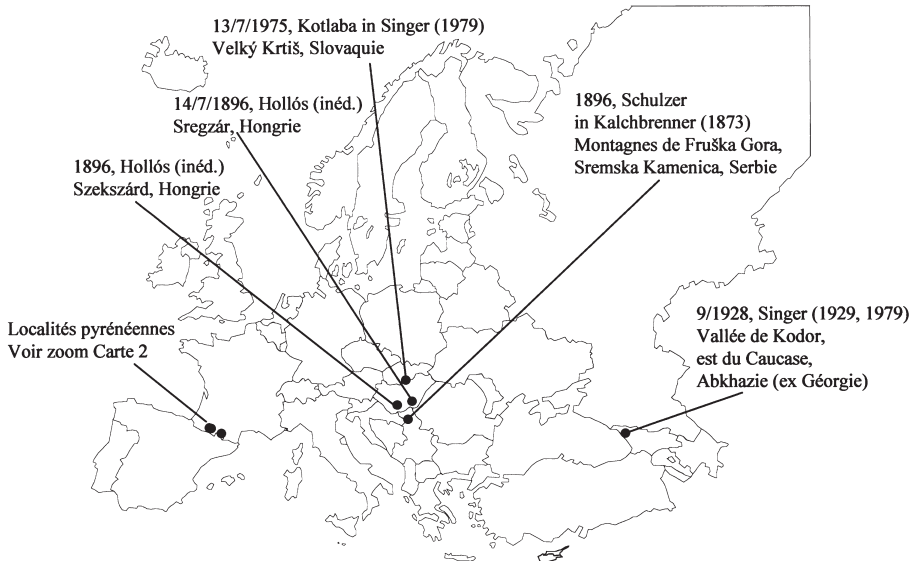 13/7/1975, Kotlaba in Singer (1979)
Velký Krtiš, Slovaquie
14/7/1896, Hollós (inéd.)
Sregzár, Hongrie
1896, Schulzer
in Kalchbrenner (1873)
Montagnes de Fruška Gora,
Sremska Kamenica, Serbie
1896, Hollós (inéd.)
Szekszárd, Hongrie
9/1928, Singer (1929, 1979)
Vallée de Kodor,
est du Caucase,
Abkhazie (ex Géorgie)
Localités pyrénéennes
Voir zoom Carte 2